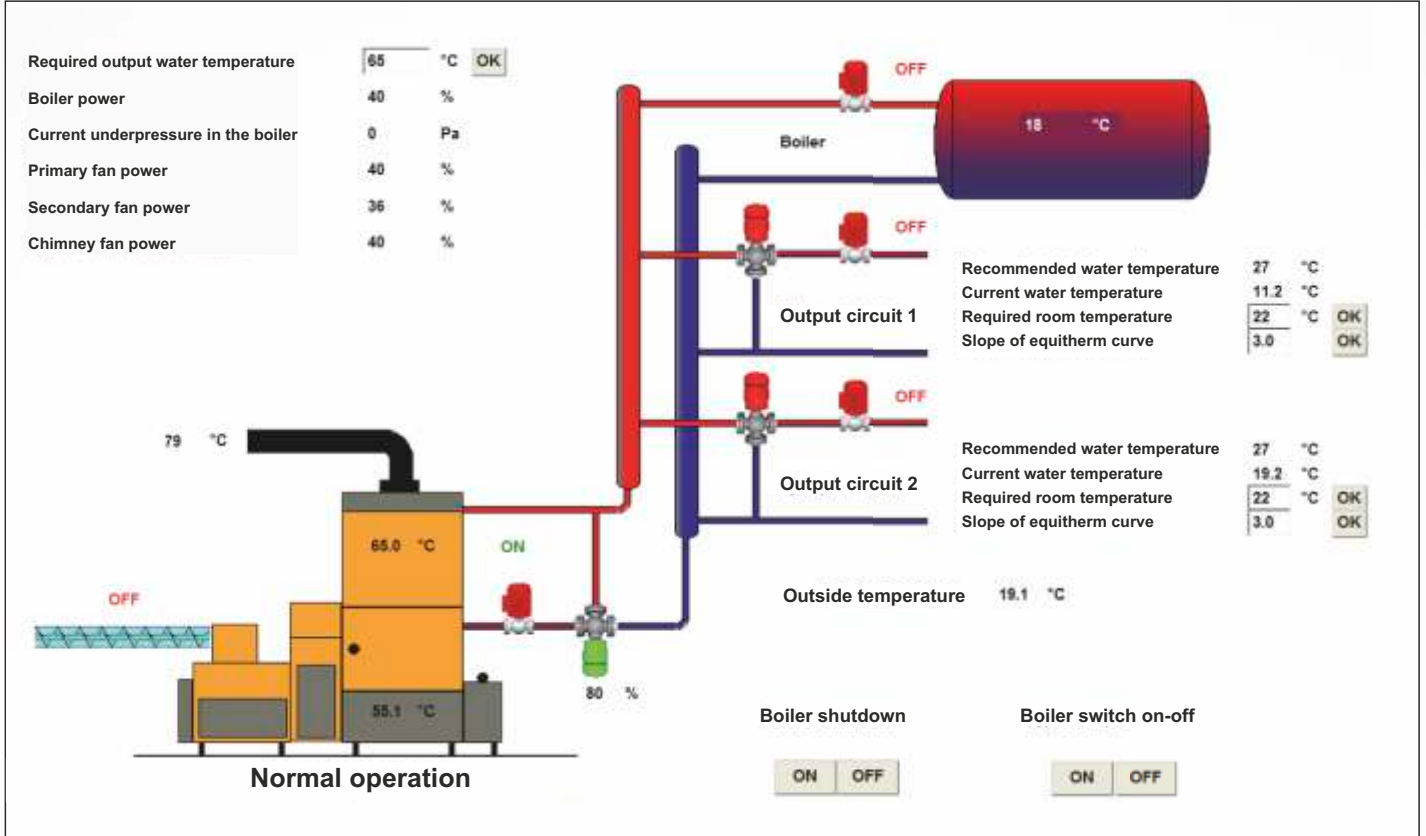 Required output water temperature 65 °C OK
Boiler power 40 %
Current underpressure in the boiler 0 Pa
Primary fan power 40 %
Secondary fan power 36 %
Chimney fan power 40 %
OFF
18 °C
Boiler
OFF
Output circuit 1
Recommended water temperature 27 °C
Current water temperature 11.2 °C
Required room temperature 22 °C OK
Slope of equitherm curve 3.0 OK
OFF
Output circuit 2
Recommended water temperature 27 °C
Current water temperature 19.2 °C
Required room temperature 22 °C OK
Slope of equitherm curve 3.0 OK
79 °C
65.0 °C
ON
OFF
Outside temperature 19.1 °C
80 %
55.1 °C
Normal operation
Boiler shutdown
ON OFF
Boiler switch on-off
ON OFF